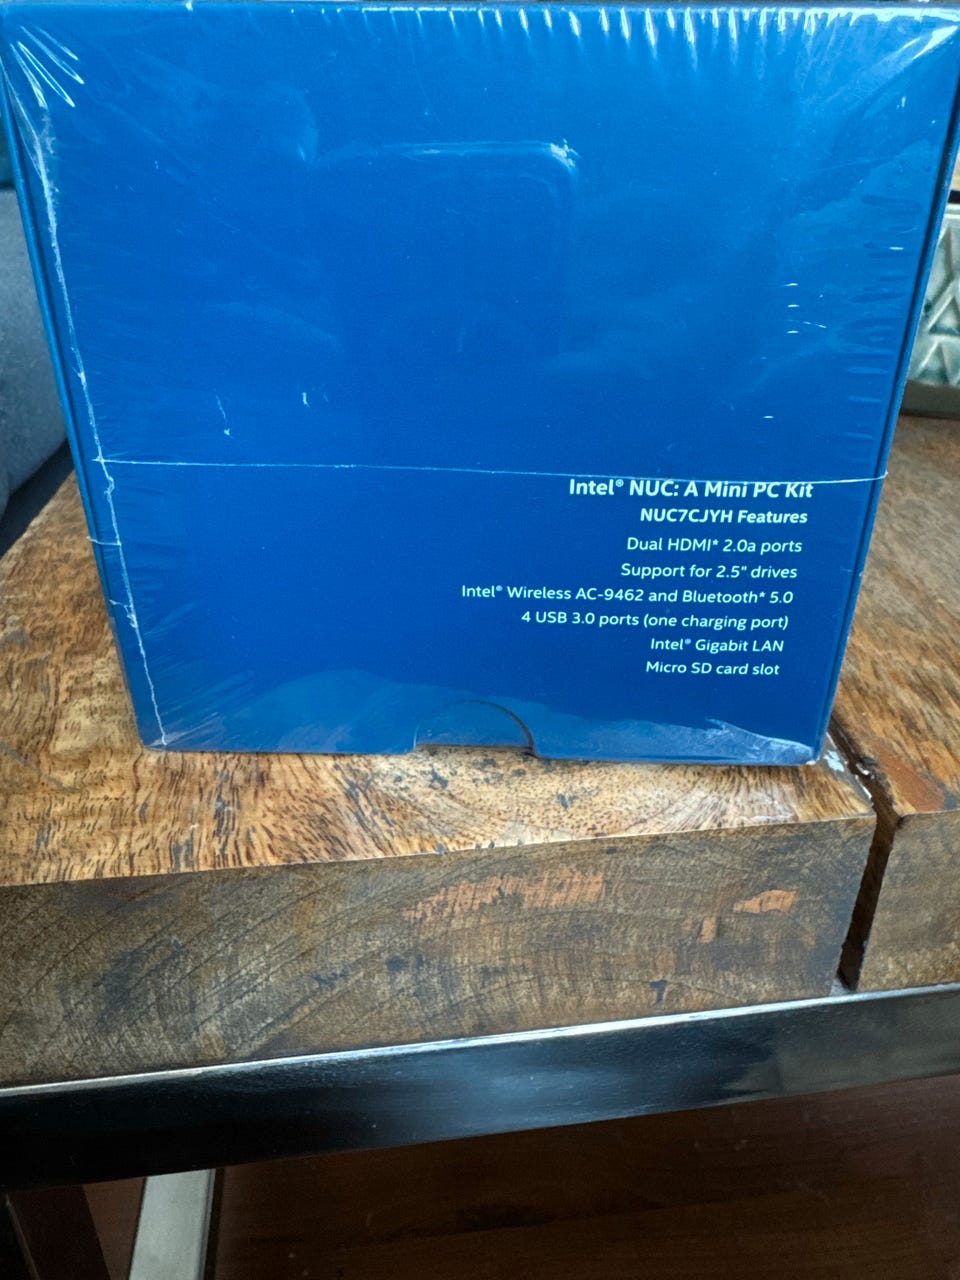 Intel® NUC: A Mini PC Kit
NUC7CJYH Features
Dual HDMI* 2.0a ports
Support for 2.5" drives
Intel® Wireless AC-9462 and Bluetooth* 5.0
4 USB 3.0 ports (one charging port)
Intel® Gigabit LAN
Micro SD card slot